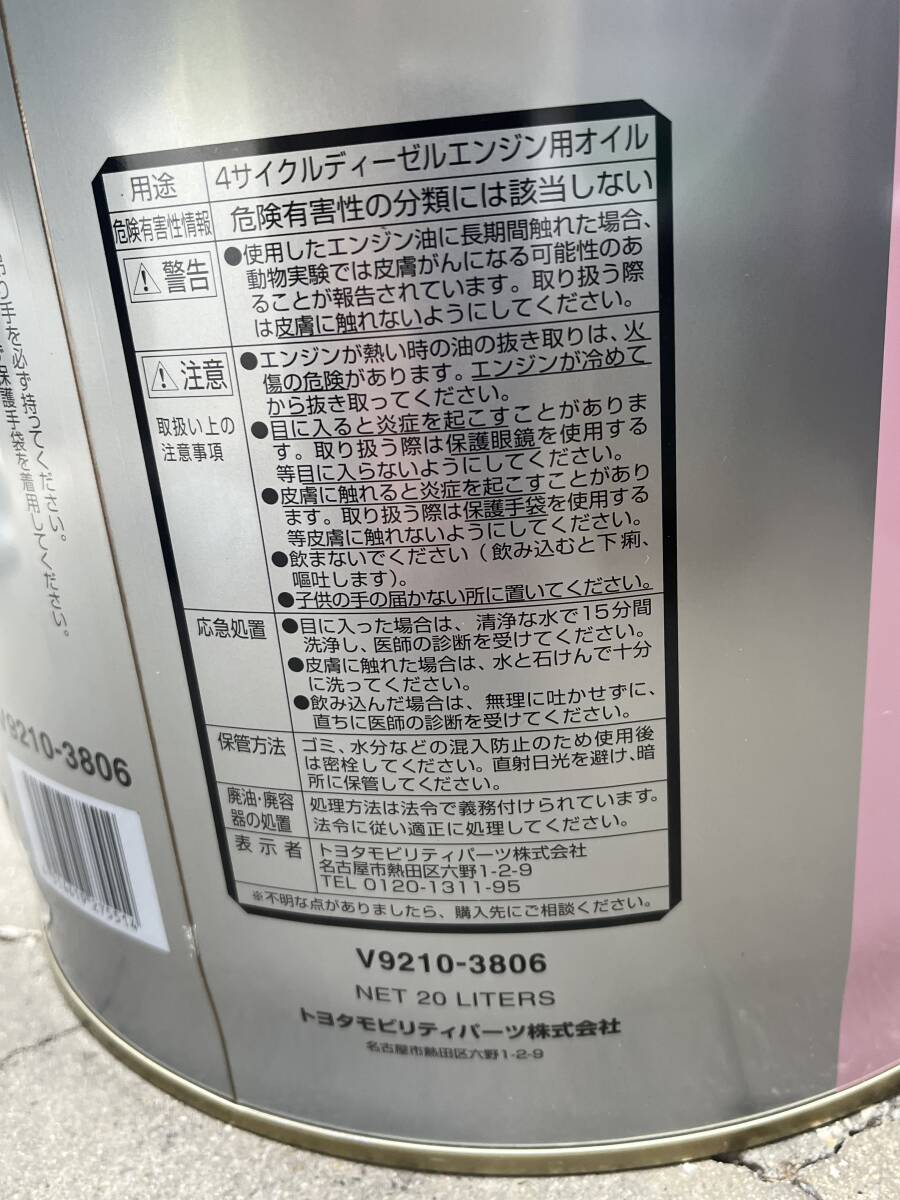 用途 4サイクルディーゼルエンジン用オイル
危険有害性情報 危険有害性の分類には該当しない
警告
●使用したエンジン油に長期間触れた場合、
動物実験では皮膚がんになる可能性のあ
ることが報告されています。取り扱う際
は皮膚に触れないようにしてください。
注意
取扱い上の
注意事項
●エンジンが熱い時の油の抜き取りは、火
傷の危険があります。エンジンが冷めて
から抜き取ってください。
●目に入ると炎症を起こすことがありま
す。取り扱う際は保護眼鏡を使用する
等目に入らないようにしてください。
●皮膚に触れると炎症を起こすことがあり
ます。取り扱う際は保護手袋を使用する
等皮膚に触れないようにしてください。
●飲まないでください(飲み込むと下痢、
嘔吐します)。
●子供の手の届かない所に置いてください。
応急処置
●目に入った場合は、清浄な水で15分間
洗浄し、医師の診断を受けてください。
●皮膚に触れた場合は、水と石けんで十分
に洗ってください。
●飲み込んだ場合は、無理に吐かせずに、
直ちに医師の診断を受けてください。
保管方法
ゴミ、水分などの混入防止のため使用後
は密栓してください。直射日光を避け、暗
所に保管してください。
廃油・廃容
器の処置
処理方法は法令で義務付けられています。
法令に従い適正に処理してください。
表示者
トヨタモビリティパーツ株式会社
名古屋市熱田区六野1-2-9
TEL 0120-1311-95
※不明な点がありましたら、購入先にご相談ください。
V9210-3806
NET 20 LITERS
トヨタモビリティパーツ株式会社
名古屋市熱田区六野1-2-9
り手を必ず持ってください。
保護手袋を着用してください。
V9210-3806